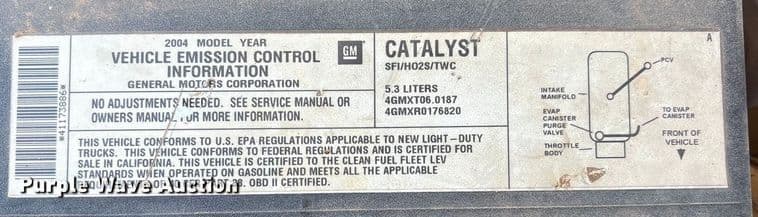 2004 MODEL YEAR
VEHICLE EMISSION CONTROL
INFORMATION
GENERAL MOTORS CORPORATION
GM
NO ADJUSTMENTS NEEDED. SEE SERVICE MANUAL OR
OWNERS MANUAL FOR MORE INFORMATION.
CATALYST
SFI/HO2S/TWC
5.3 LITERS
4GMXT06.0187
4GMXR0176820
THIS VEHICLE CONFORMS TO U.S. EPA REGULATIONS APPLICABLE TO NEW LIGHT-DUTY
TRUCKS. THIS VEHICLE CONFORMS TO FEDERAL REGULATIONS AND IS CERTIFIED FOR
SALE IN CALIFORNIA. THIS VEHICLE IS CERTIFIED TO THE CLEAN FUEL FLEET LEV
STANDARDS WHEN OPERATED ON GASOLINE AND MEETS ALL THE APPLICABLE
OBD II CERTIFIED.
A
PCV
INTAKE
MANIFOLD
EVAP
CANISTER
PURGE
VALVE
THROTTLE
BODY
TO EVAP
CANISTER
FRONT OF
VEHICLE
*41173886*
Purple Wave Auction